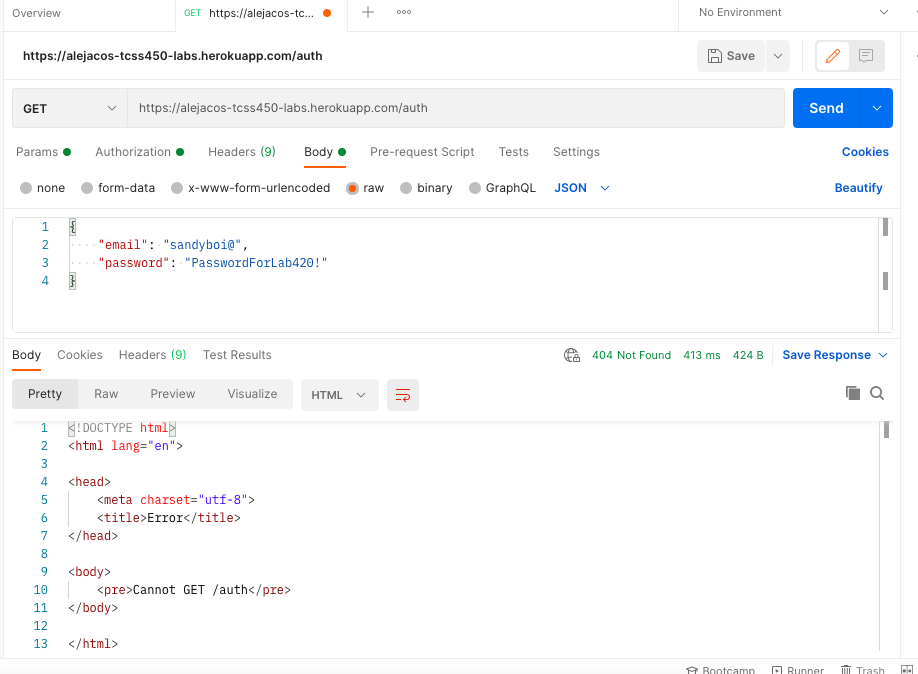 Overview GET https://alejacos-tc... No Environment
https://alejacos-tcss450-labs.herokuapp.com/auth Save
GET https://alejacos-tcss450-labs.herokuapp.com/auth Send
Params Authorization Headers (9) Body Pre-request Script Tests Settings Cookies
none form-data x-www-form-urlencoded raw binary GraphQL JSON Beautify
1 {
2 "email": "sandyboi@",
3 "password": "PasswordForLab420!"
4 }
Body Cookies Headers (9) Test Results 404 Not Found 413 ms 424 B Save Response
Pretty Raw Preview Visualize HTML
1 <!DOCTYPE html>
2 <html lang="en">
3
4 <head>
5 <meta charset="utf-8">
6 <title>Error</title>
7 </head>
8
9 <body>
10 <pre>Cannot GET /auth</pre>
11 </body>
12
13 </html>
Bootcamp Runner Trash